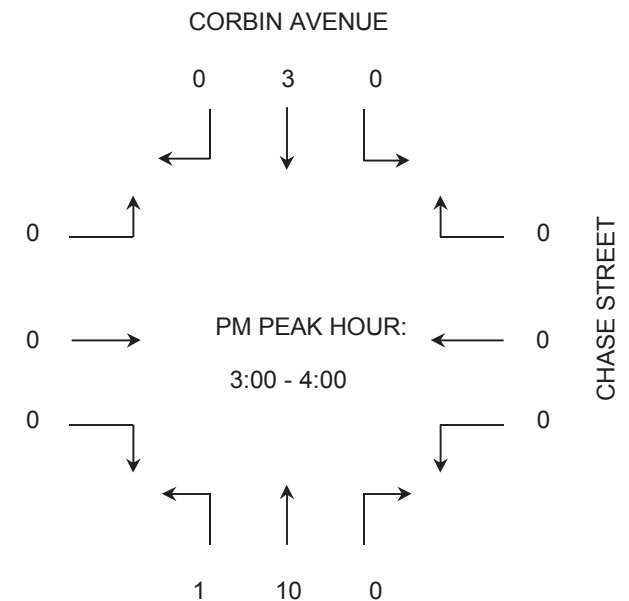 CORBIN AVENUE
0 3 0
0 0
CHASE STREET
PM PEAK HOUR:
0 0
3:00 - 4:00
0 0
1 10 0